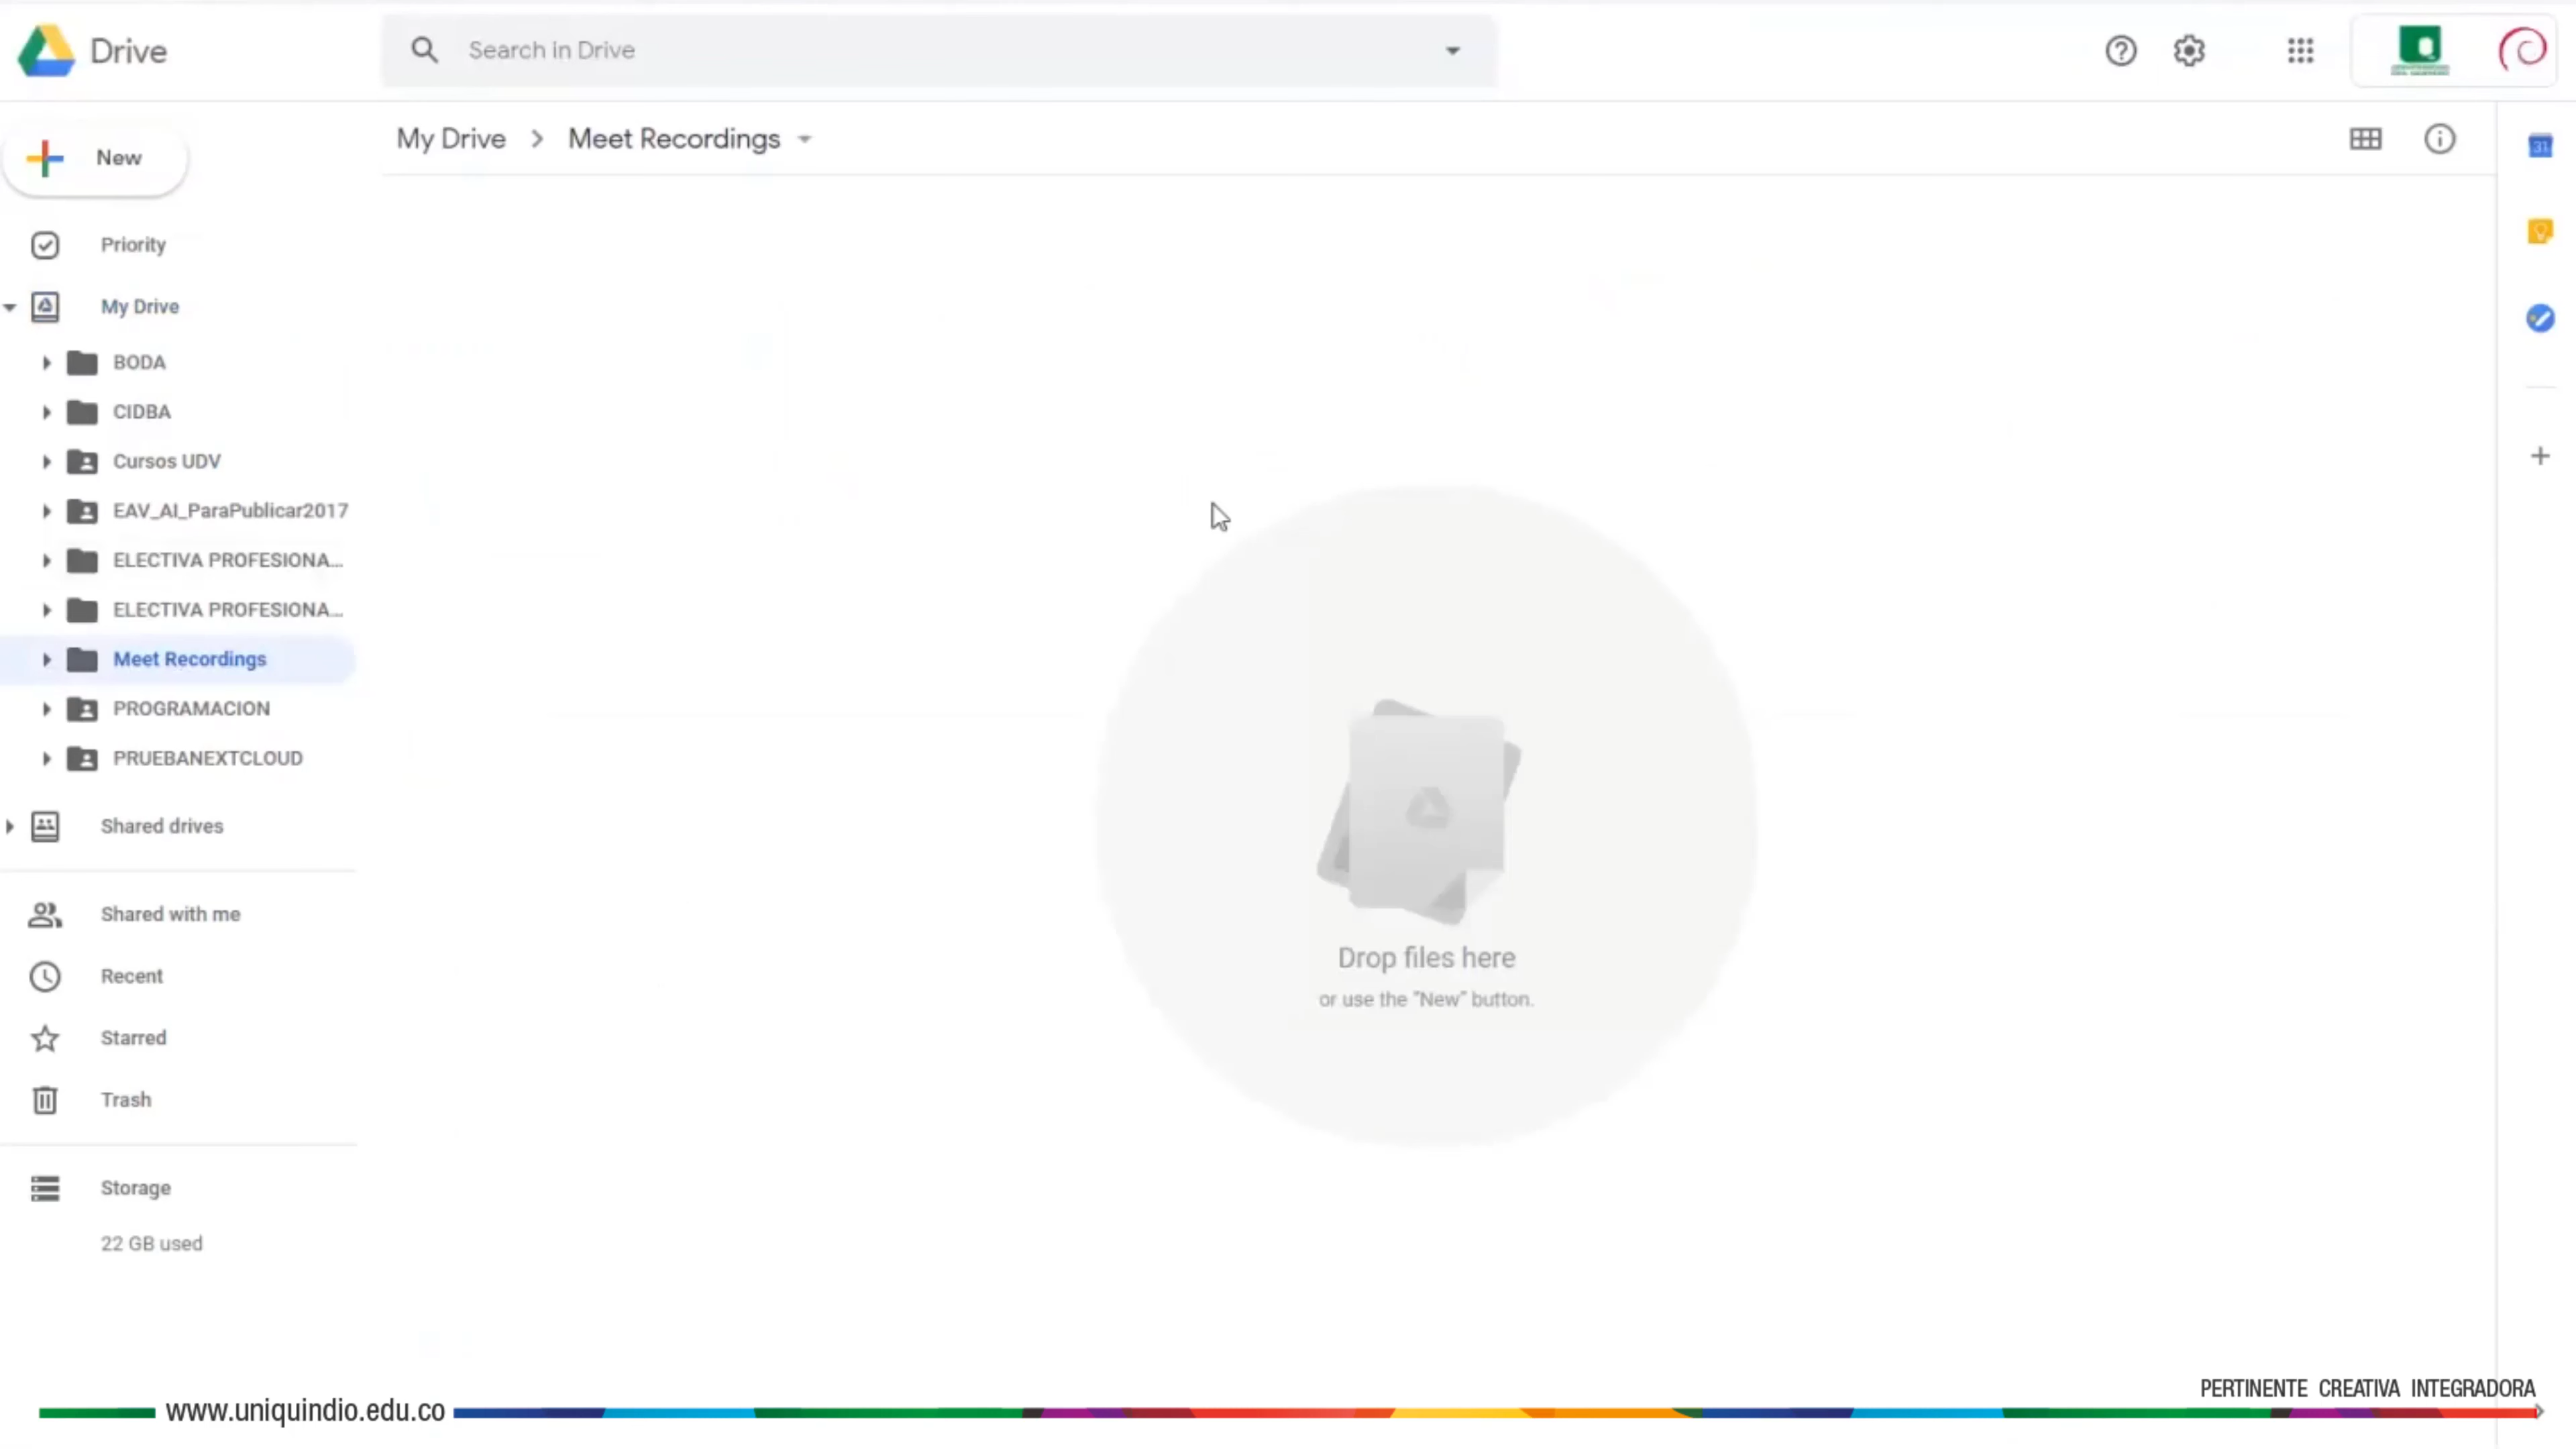 Drive
Search in Drive
My Drive > Meet Recordings
31
New
Priority
My Drive
BODA
CIDBA
Cursos UDV
EAV_AI_ParaPublicar2017
ELECTIVA PROFESIONA...
ELECTIVA PROFESIONA...
Meet Recordings
PROGRAMACION
PRUEBANEXTCLOUD
Shared drives
Shared with me
Recent
Starred
Trash
Storage
22 GB used
Drop files here
or use the "New" button.
PERTINENTE CREATIVA INTEGRADORA
www.uniquindio.edu.co